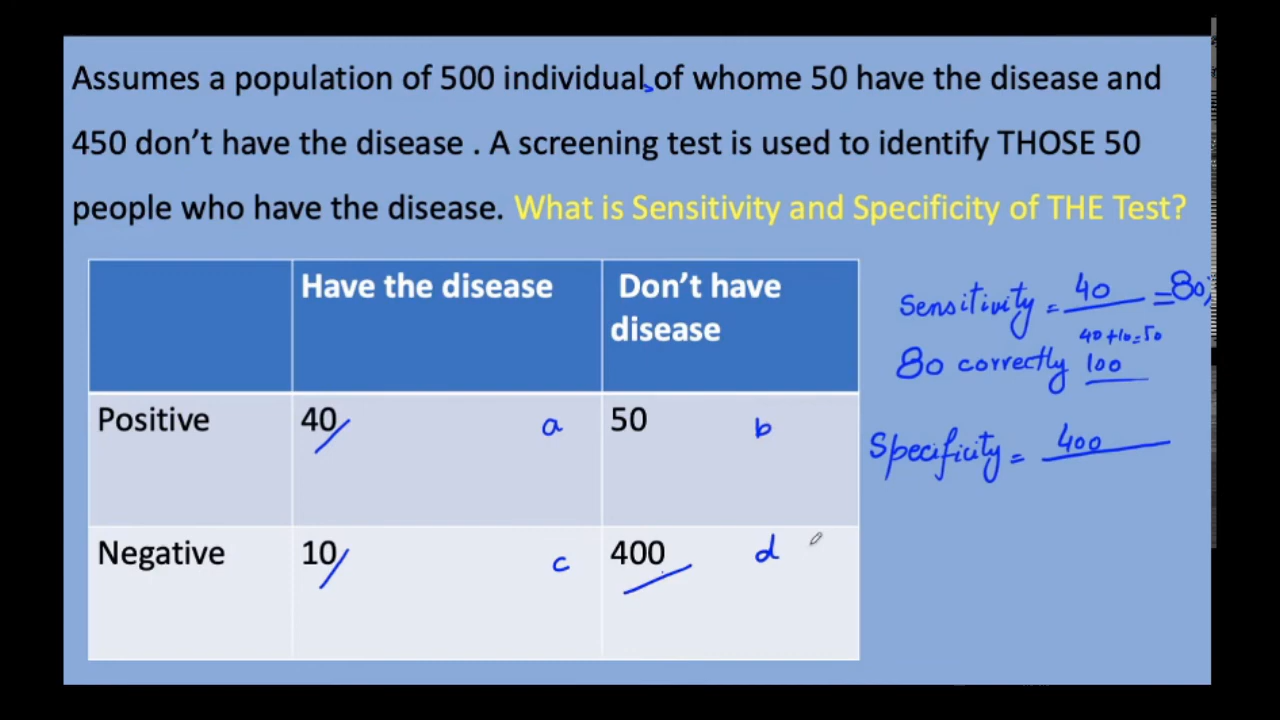 Assumes a population of 500 individual,of whome 50 have the disease and
450 don't have the disease . A screening test is used to identify THOSE 50
people who have the disease. What is Sensitivity and Specificity of THE Test?
Have the disease
Don't have
disease
Sensitivity = 40 = 80%
40+10=50
80 correctly 100
Positive 40 a 50 b
Specificity = 400
Negative 10 c 400 d